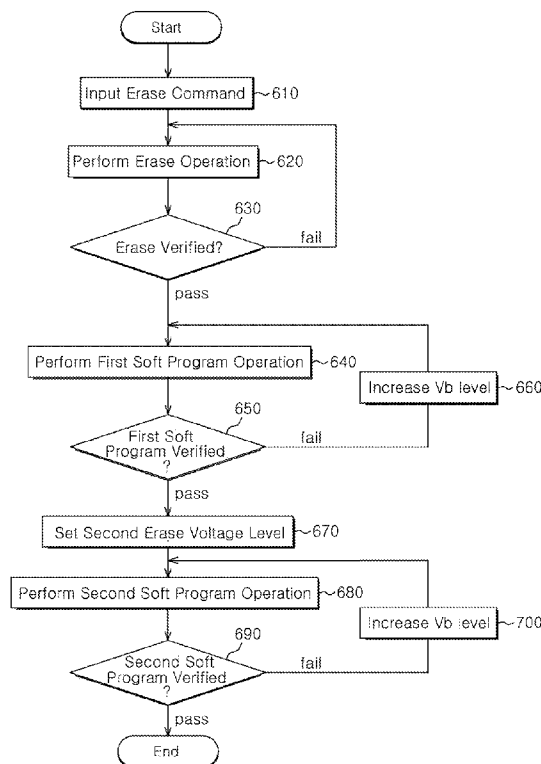 Start
Input Erase Command
610
Perform Erase Operation
620
630
Erase Verified?
fail
pass
Perform First Soft Program Operation
640
Increase Vb level
660
650
First Soft
Program Verified
?
fail
pass
Set Second Erase Voltage Level
670
Perform Second Soft Program Operation
680
Increase Vb level
700
690
Second Soft
Program Verified
?
fail
pass
End